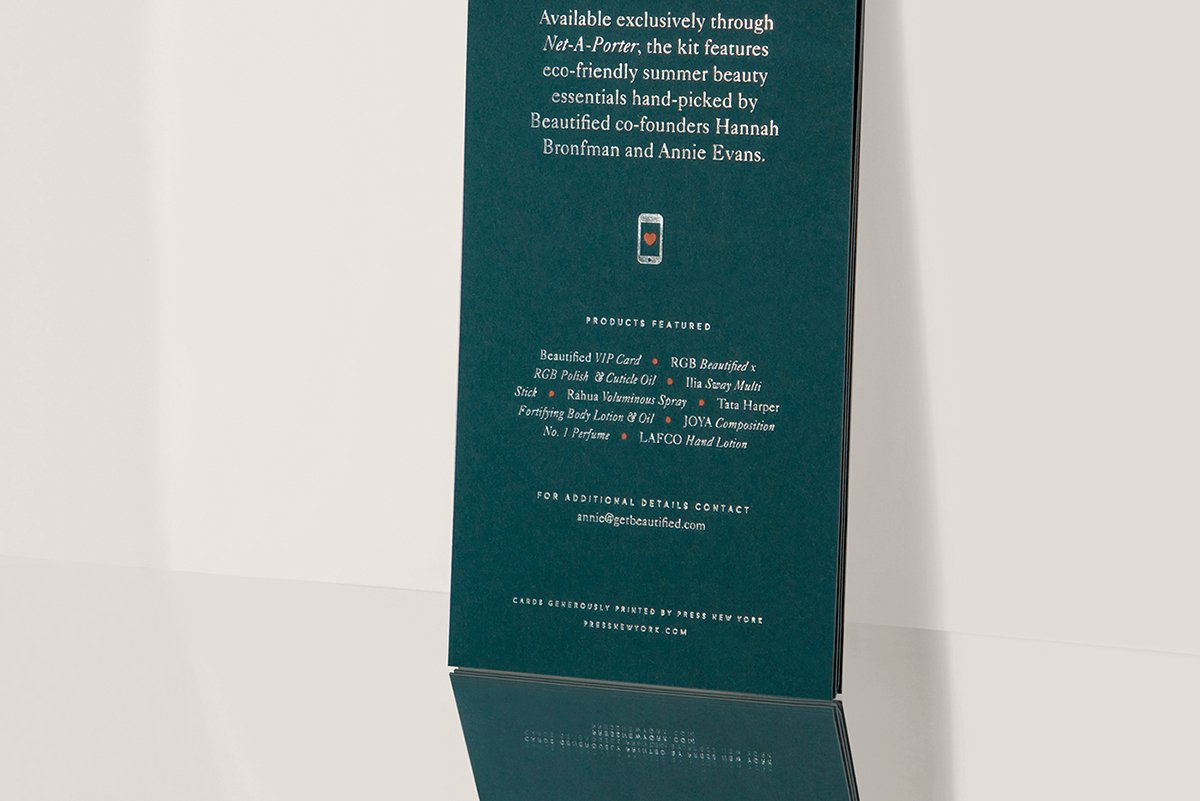 Available exclusively through
Net-A-Porter, the kit features
eco-friendly summer beauty
essentials hand-picked by
Beautified co-founders Hannah
Bronfman and Annie Evans.
PRODUCTS FEATURED
Beautified VIP Card • RGB Beautified x
RGB Polish & Cuticle Oil • Ilia Sway Multi
Stick • Rahua Voluminous Spray • Tata Harper
Fortifying Body Lotion & Oil • JOYA Composition
No. 1 Perfume • LAFCO Hand Lotion
FOR ADDITIONAL DETAILS CONTACT
annie@getbeautified.com
CARDS GENEROUSLY PRINTED BY PRESS NEW YORK
PRESSNEWYORK.COM